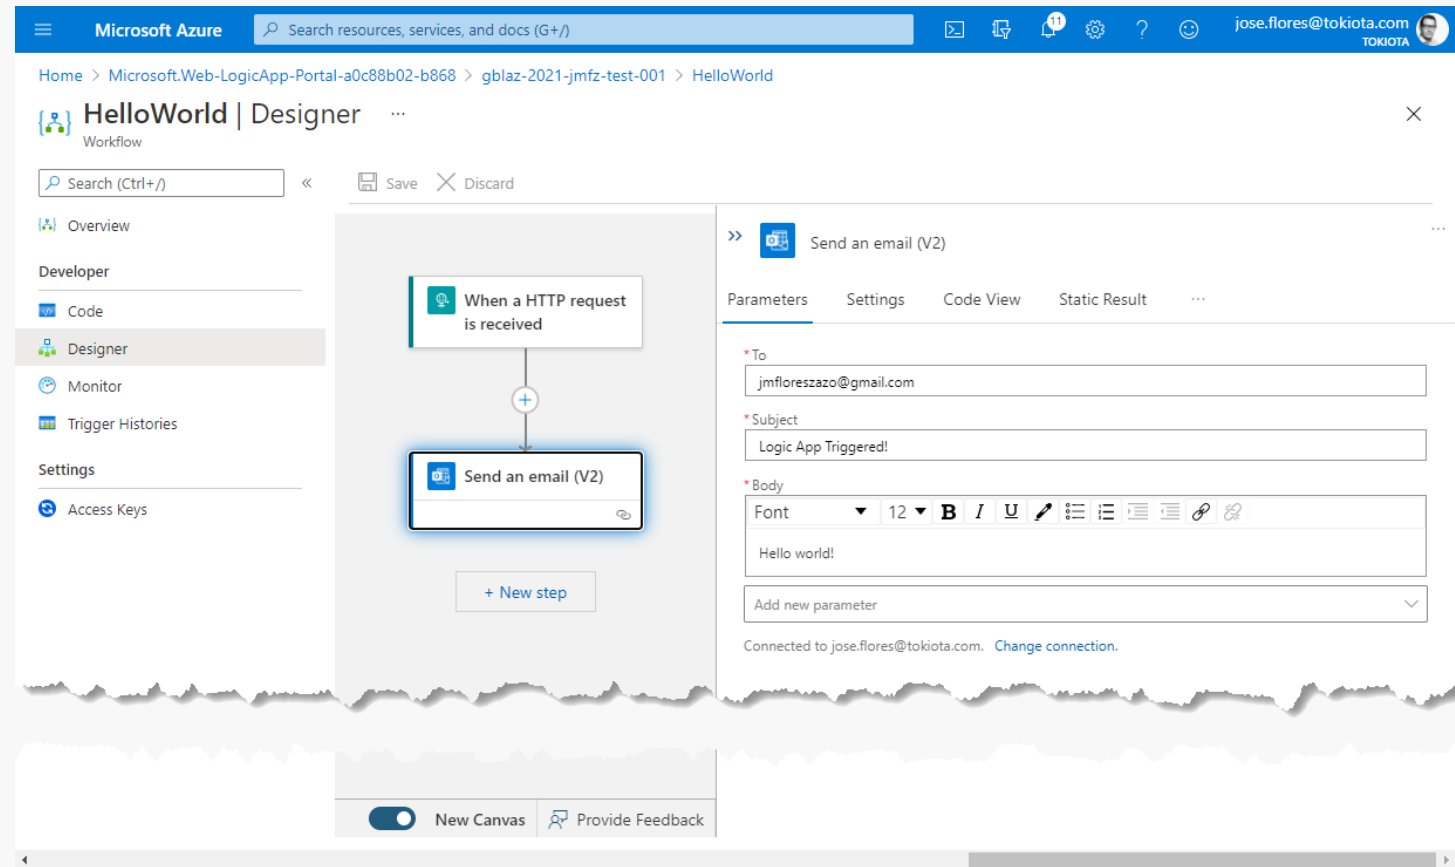 Microsoft Azure
Search resources, services, and docs (G+/)
11
jose.flores@tokiota.com
TOKIOTA
Home > Microsoft.Web-LogicApp-Portal-a0c88b02-b868 > gblaz-2021-jmfz-test-001 > HelloWorld
HelloWorld | Designer ...
Workflow
Search (Ctrl+/)
«
Save
Discard
Overview
Developer
Code
Designer
Monitor
Trigger Histories
Settings
Access Keys
When a HTTP request
is received
Send an email (V2)
+ New step
New Canvas
Provide Feedback
Send an email (V2)
...
Parameters
Settings
Code View
Static Result
...
* To
jmfloreszazo@gmail.com
* Subject
Logic App Triggered!
* Body
Font
12
B
I
U
Hello world!
Add new parameter
Connected to jose.flores@tokiota.com. Change connection.